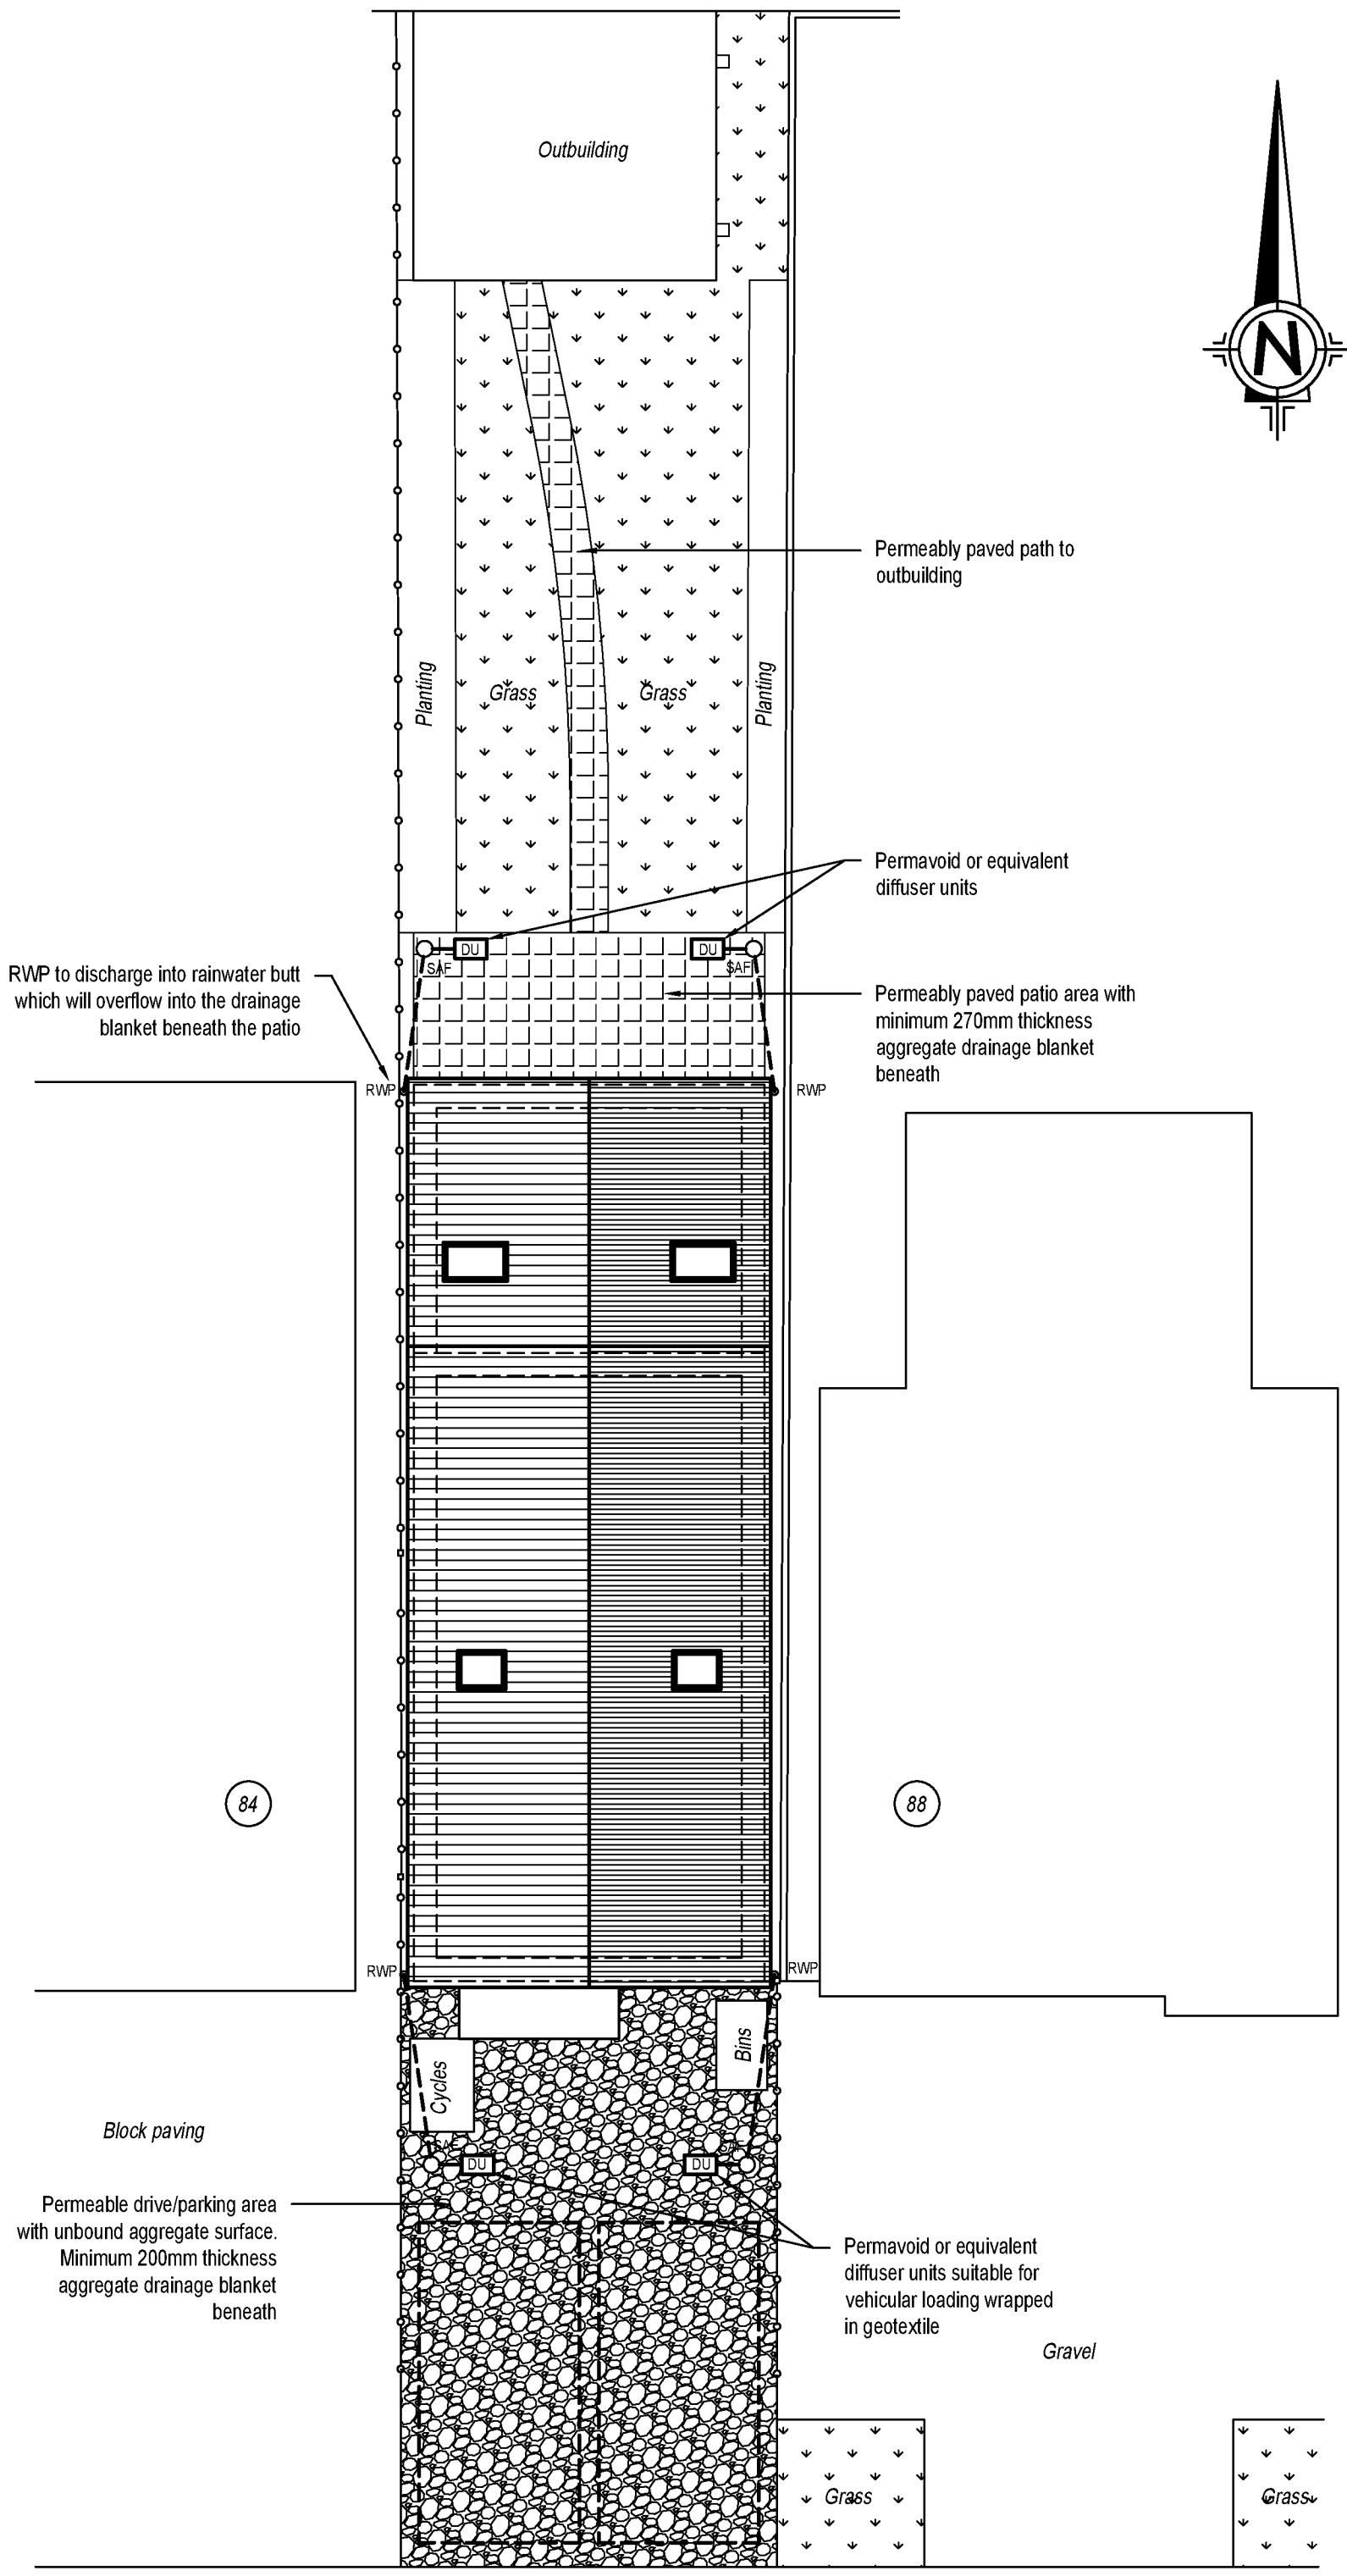 Outbuilding
N
Permeably paved path to
outbuilding
Planting
Grass
Grass
Planting
Permavoid or equivalent
diffuser units
DU
DU
SAF
SAF
RWP to discharge into rainwater butt
which will overflow into the drainage
blanket beneath the patio
Permeably paved patio area with
minimum 270mm thickness
aggregate drainage blanket
beneath
RWP
RWP
84
88
RWP
RWP
Cycles
Bins
Block paving
SAF
SAF
DU
DU
Permeable drive/parking area
with unbound aggregate surface.
Minimum 200mm thickness
aggregate drainage blanket
beneath
Permavoid or equivalent
diffuser units suitable for
vehicular loading wrapped
in geotextile
Gravel
Grass
Grass